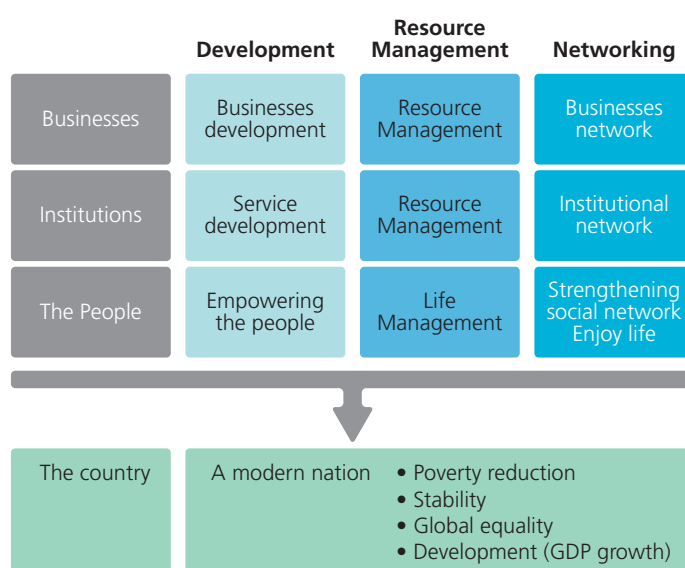 Development
Resource
Management
Networking
Businesses
Businesses
development
Resource
Management
Businesses
network
Institutions
Service
development
Resource
Management
Institutional
network
The People
Empowering
the people
Life
Management
Strengthening
social network
Enjoy life
The country
A modern nation
• Poverty reduction
• Stability
• Global equality
• Development (GDP growth)